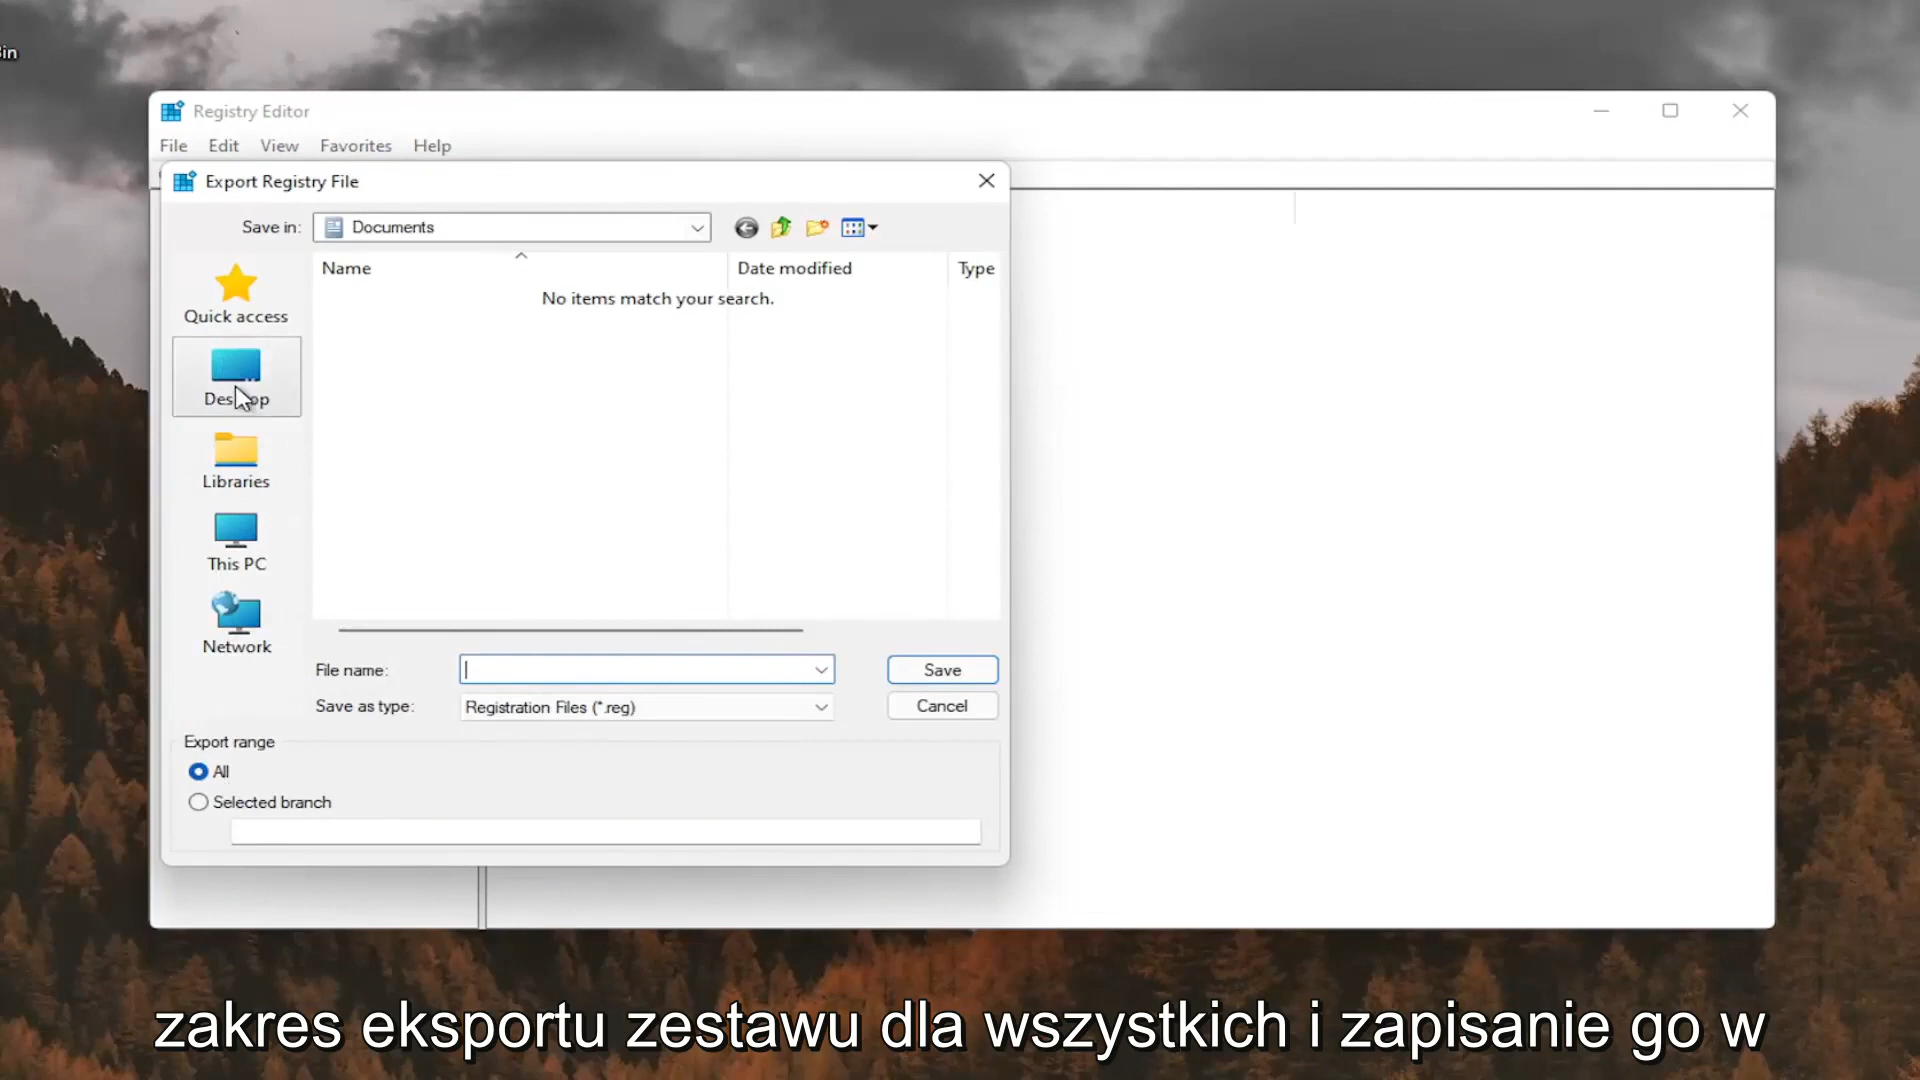 in
Registry Editor
File Edit View Favorites Help
Export Registry File
Save in: Documents
Name Date modified Type
No items match your search.
Quick access
Desktop
Libraries
This PC
Network
File name: Save
Save as type: Registration Files (*.reg) Cancel
Export range
All
Selected branch
zakres eksportu zestawu dla wszystkich i zapisanie go w